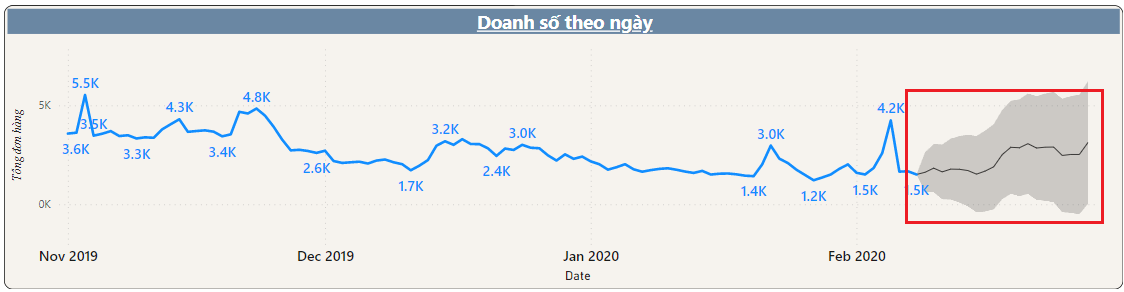 Doanh số theo ngày
Tổng đơn hàng
5K
0K
3.6K
5.5K
3.5K
3.3K
4.3K
3.4K
4.8K
2.6K
1.7K
3.2K
2.4K
3.0K
1.4K
3.0K
1.2K
1.5K
4.2K
1.5K
Nov 2019
Dec 2019
Jan 2020
Feb 2020
Date